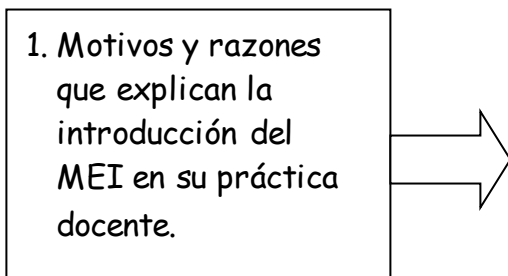 1. Motivos y razones
que explican la
introducción del
MEI en su práctica
docente.